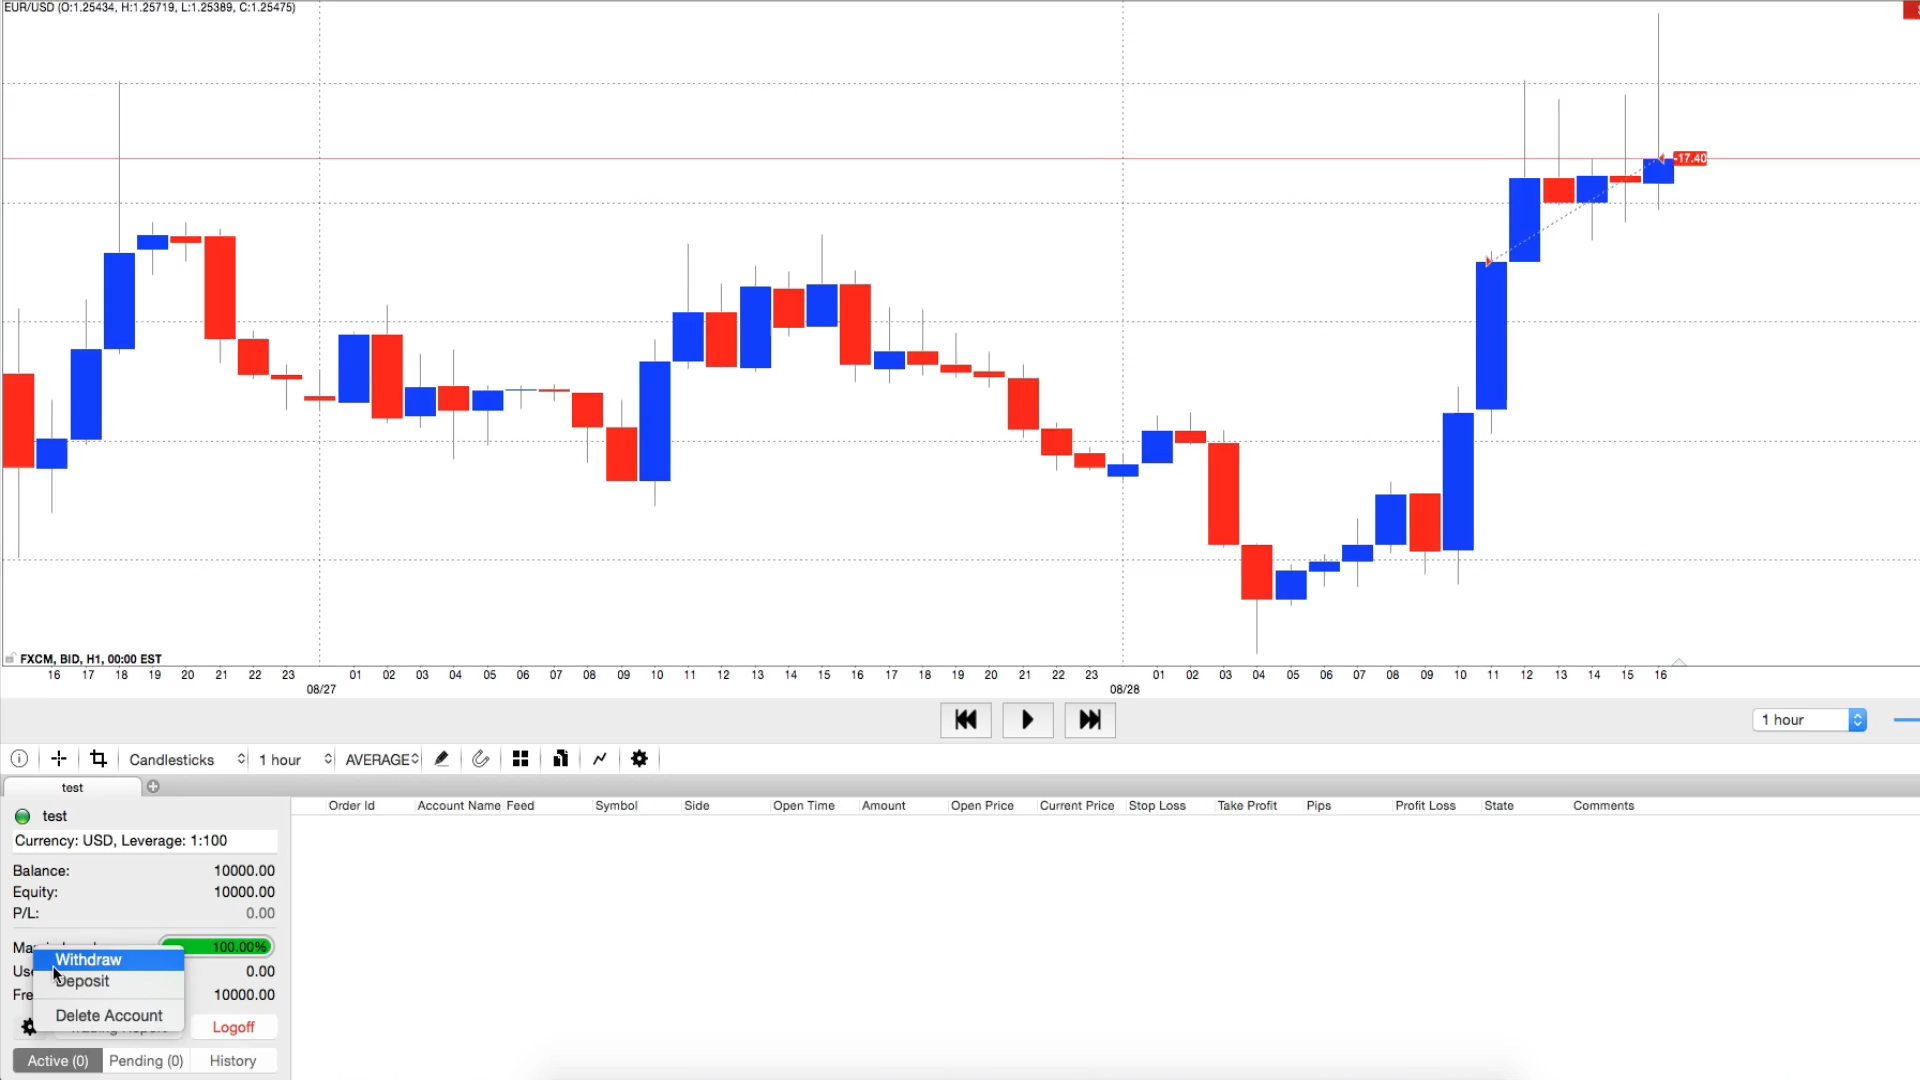 EUR/USD (O:1.25434, H:1.25719, L:1.25389, C:1.25475)
-17.40
FXCM, BID, H1, 00:00 EST
16 17 18 19 20 21 22 23 01 02 03 04 05 06 07 08 09 10 11 12 13 14 15 16 17 18 19 20 21 22 23 01 02 03 04 05 06 07 08 09 10 11 12 13 14 15 16
08/27 08/28
1 hour
Candlesticks 1 hour AVERAGE
test
Order Id Account Name Feed Symbol Side Open Time Amount Open Price Current Price Stop Loss Take Profit Pips Profit Loss State Comments
test
Currency: USD, Leverage: 1:100
Balance: 10000.00
Equity: 10000.00
P/L: 0.00
100.00%
Withdraw
0.00
Deposit
10000.00
Delete Account
Logoff
Active (0) Pending (0) History